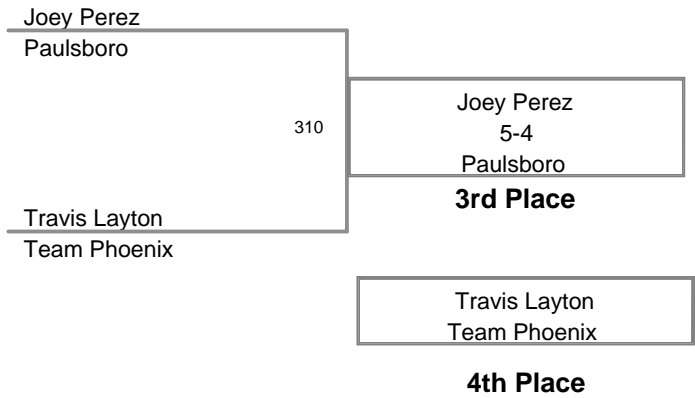 Joey Perez
Paulsboro
310
Joey Perez
5-4
Paulsboro
3rd Place
Travis Layton
Team Phoenix
Travis Layton
Team Phoenix
4th Place